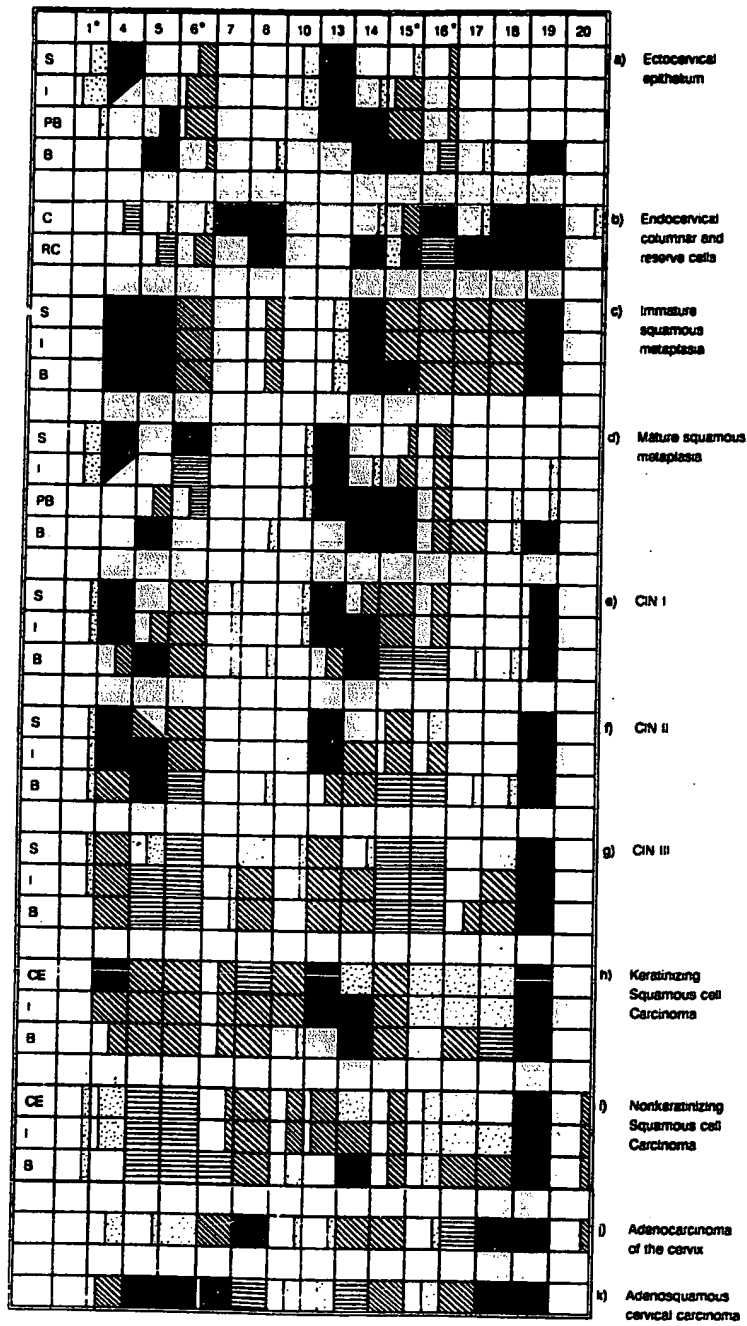 1* 4 5 6* 7 8 10 13 14 15* 16* 17 18 19 20
S
a) Ectocervical
epithelium
I
PB
B
C
b) Endocervical
columnar and
reserve cells
RC
S
c) Immature
squamous
metaplasia
I
B
S
d) Mature squamous
metaplasia
I
PB
B
S
e) CIN I
I
B
S
f) CIN II
I
B
S
g) CIN III
I
B
CE
h) Keratinizing
Squamous cell
Carcinoma
I
B
CE
i) Nonkeratinizing
Squamous cell
Carcinoma
I
B
j) Adenocarcinoma
of the cervix
k) Adenosquamous
cervical carcinoma